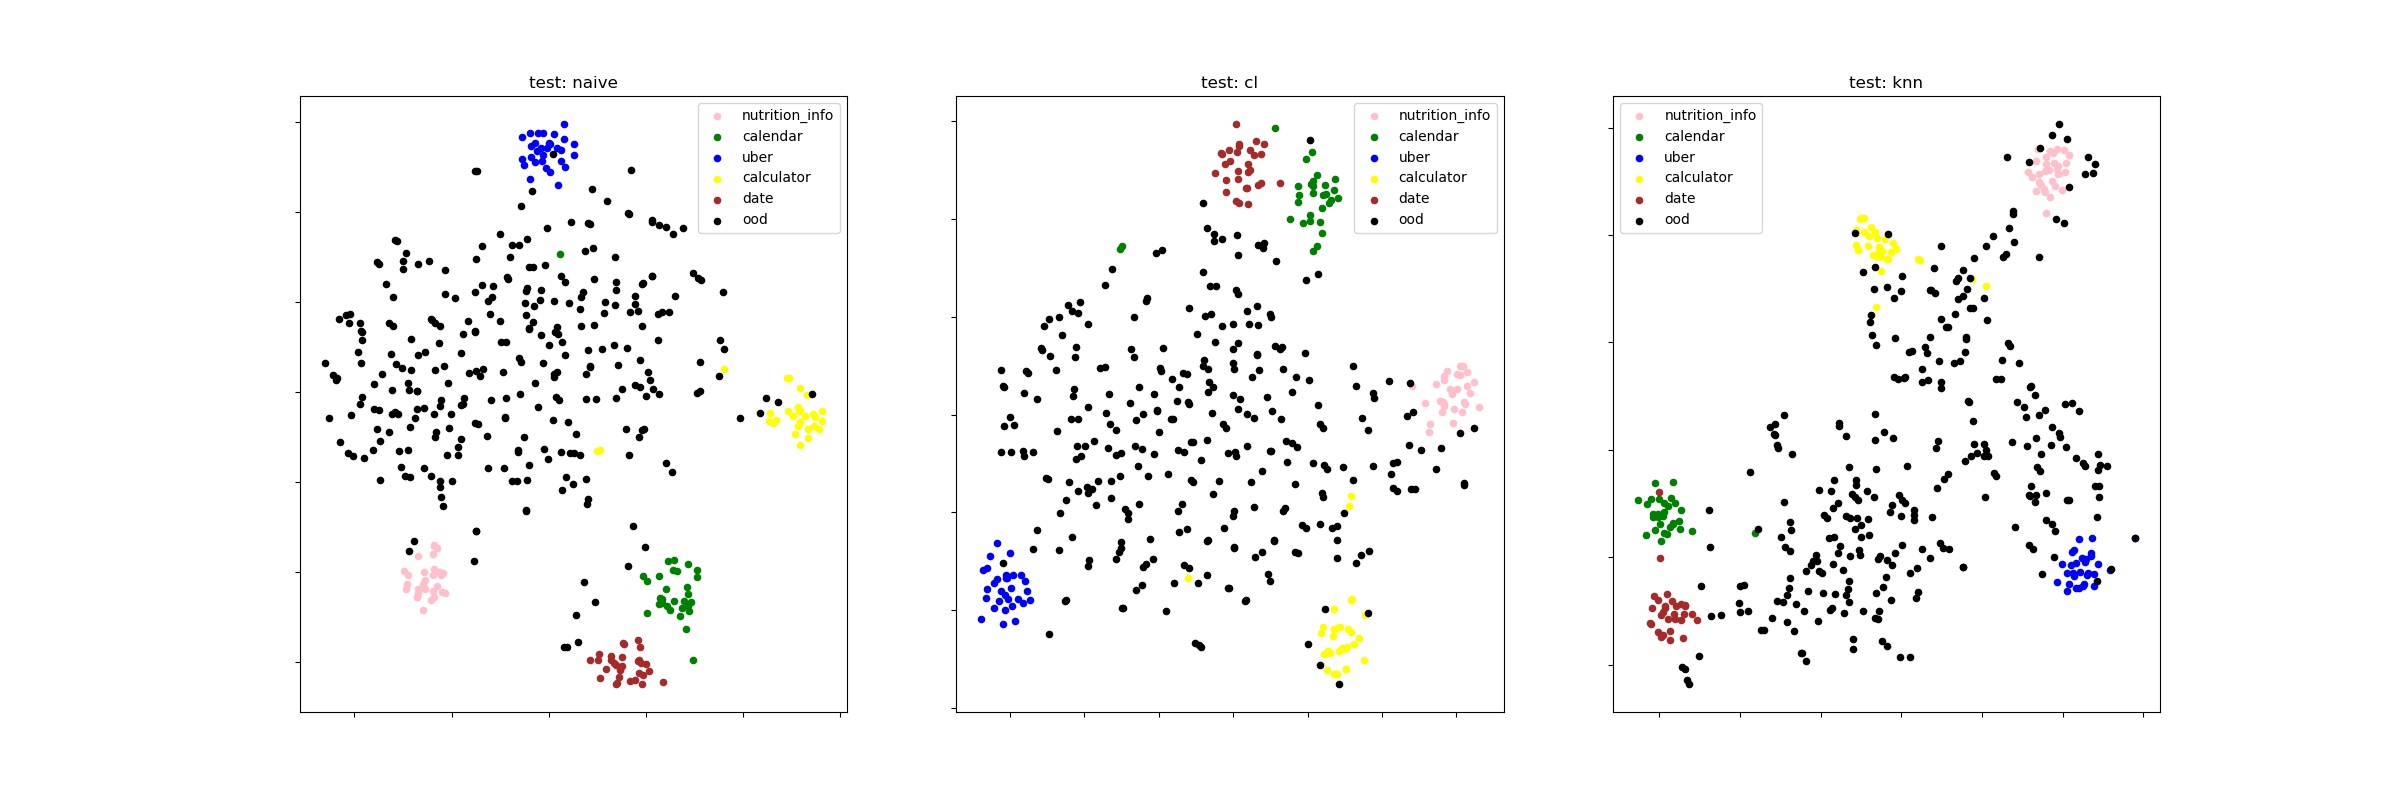 test: naive
nutrition_info
calendar
uber
calculator
date
ood
test: cl
nutrition_info
calendar
uber
calculator
date
ood
test: knn
nutrition_info
calendar
uber
calculator
date
ood